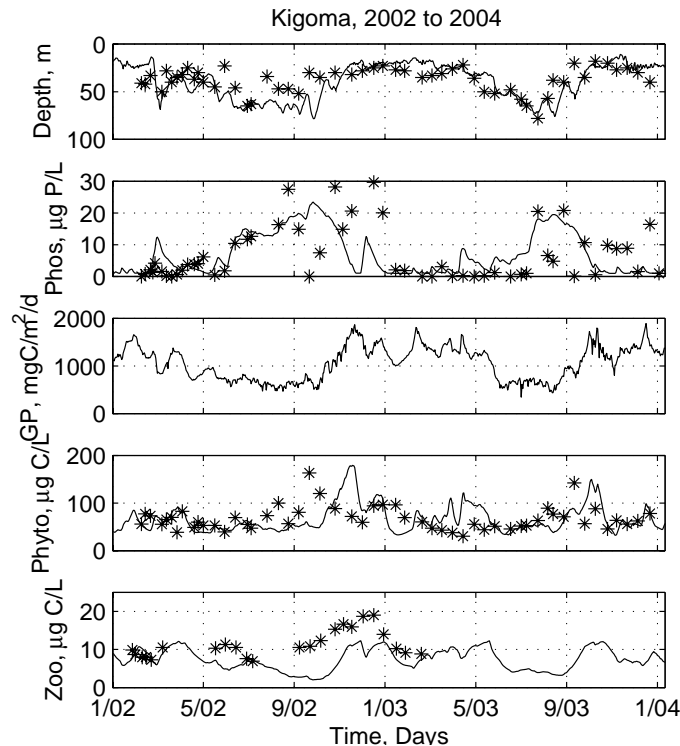 Kigoma, 2002 to 2004
0
50
100
Depth, m
30
20
10
0
Phos, µg P/L
2000
1000
0
GP, mgC/m²/d
200
100
0
Phyto, µg C/L
20
10
0
Zoo, µg C/L
1/02 5/02 9/02 1/03 5/03 9/03 1/04
Time, Days